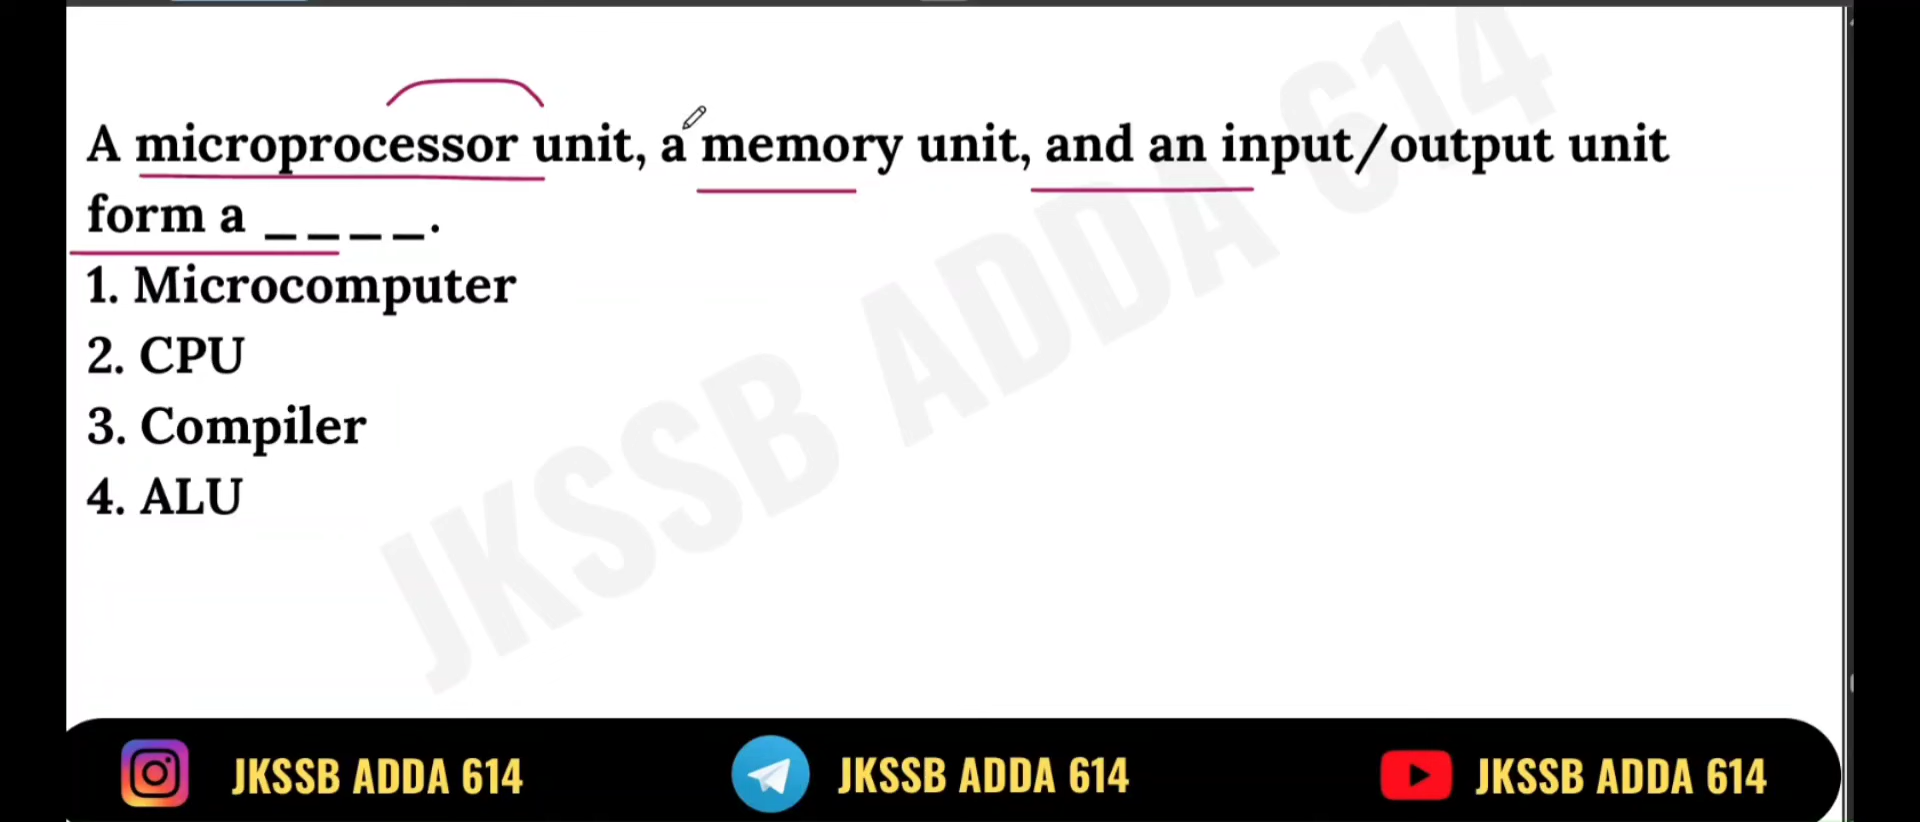 A microprocessor unit, a memory unit, and an input/output unit
form a ____.
1. Microcomputer
2. CPU
3. Compiler
4. ALU
JKSSB ADDA 614
JKSSB ADDA 614
JKSSB ADDA 614
JKSSB ADDA 614